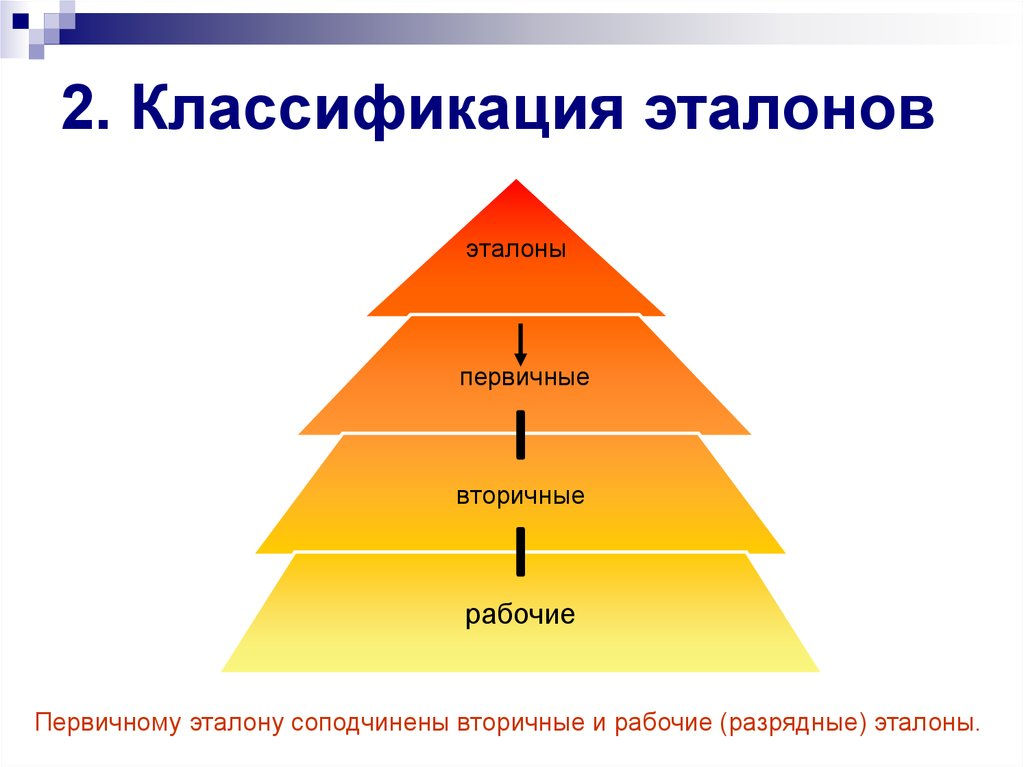 2. Классификация эталонов
эталоны
первичные
вторичные
рабочие
Первичному эталону соподчинены вторичные и рабочие (разрядные) эталоны.